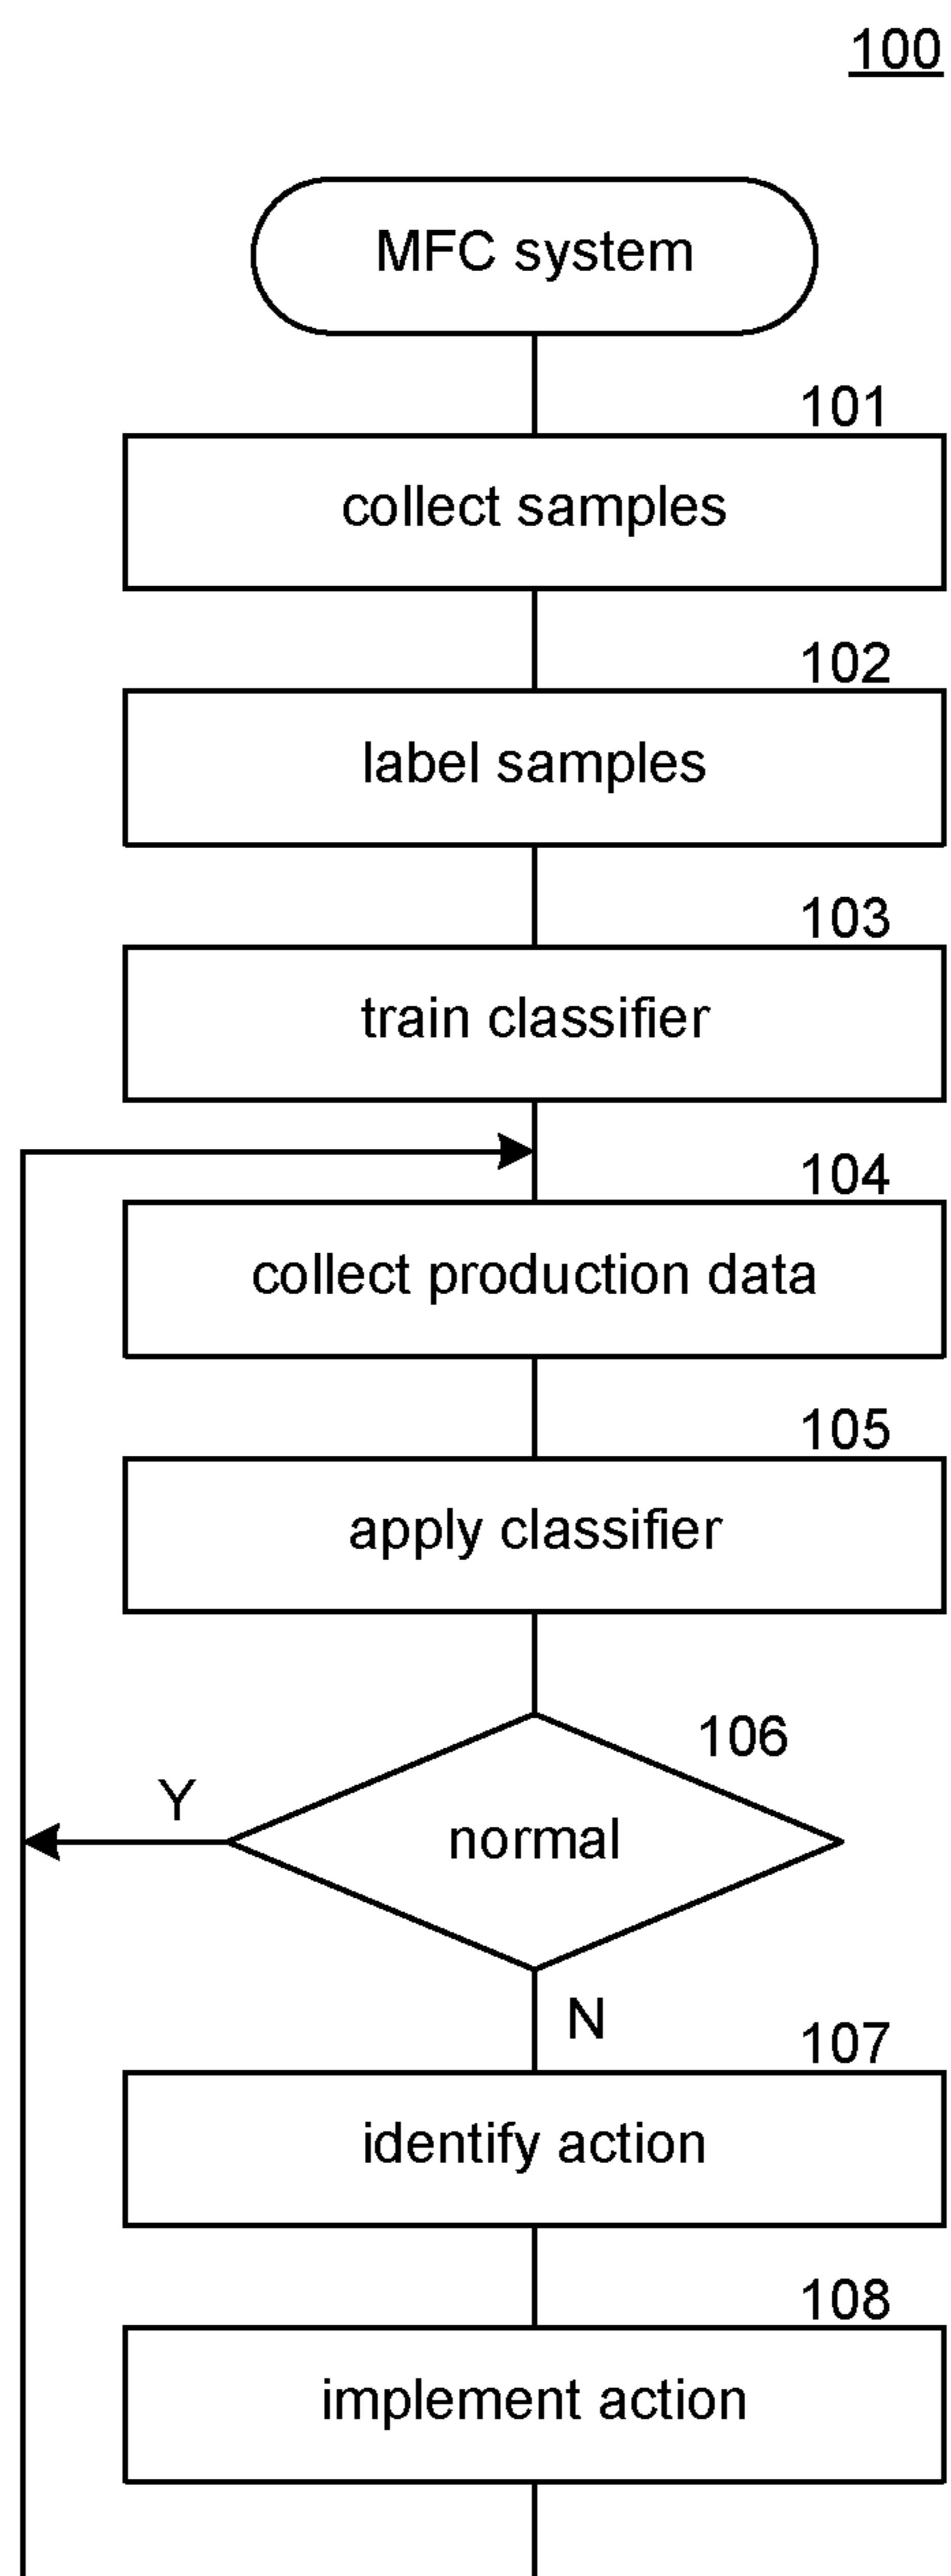 100
MFC system
101
collect samples
102
label samples
103
train classifier
104
collect production data
105
apply classifier
106
normal
Y
N
107
identify action
108
implement action